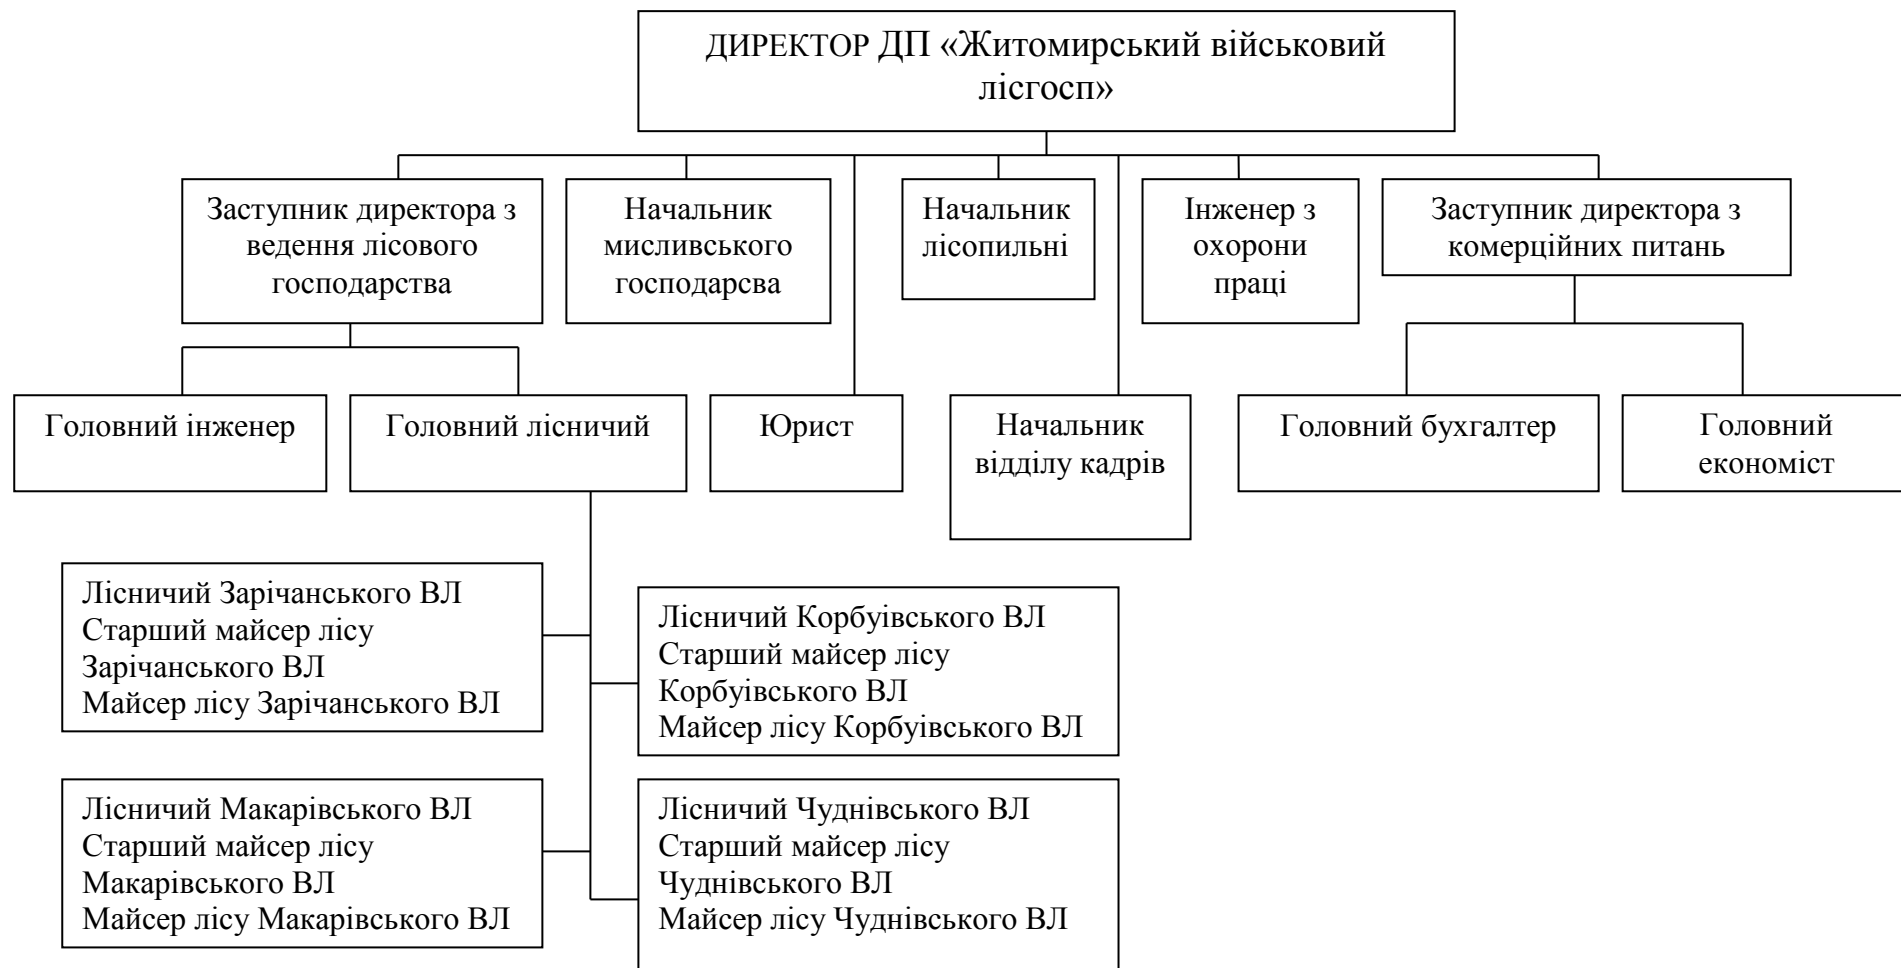 ДИРЕКТОР ДП «Житомирський військовий
лісгосп»
Заступник директора з
ведення лісового
господарства
Начальник
мисливського
господарсва
Начальник
лісопильні
Інженер з
охорони
праці
Заступник директора з
комерційних питань
Головний інженер
Головний лісничий
Юрист
Начальник
відділу кадрів
Головний бухгалтер
Головний
економіст
Лісничий Зарічанського ВЛ
Старший майсер лісу
Зарічанського ВЛ
Майсер лісу Зарічанського ВЛ
Лісничий Корбуівського ВЛ
Старший майсер лісу
Корбуівського ВЛ
Майсер лісу Корбуівського ВЛ
Лісничий Макарівського ВЛ
Старший майсер лісу
Макарівського ВЛ
Майсер лісу Макарівського ВЛ
Лісничий Чуднівського ВЛ
Старший майсер лісу
Чуднівського ВЛ
Майсер лісу Чуднівського ВЛ